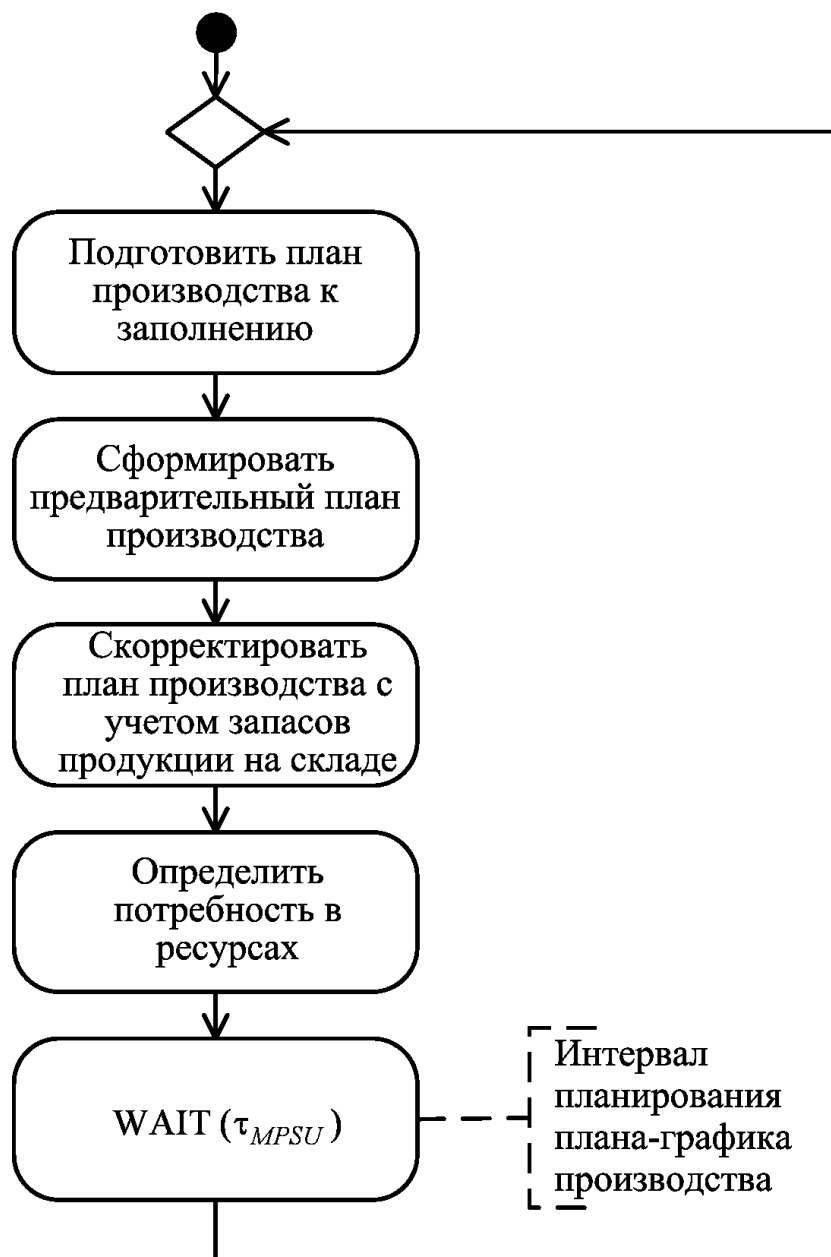 Подготовить план
производства к
заполнению
Сформировать
предварительный план
производства
Скорректировать
план производства с
учетом запасов
продукции на складе
Определить
потребность в
ресурсах
WAIT (τMPSU)
Интервал
планирования
плана-графика
производства